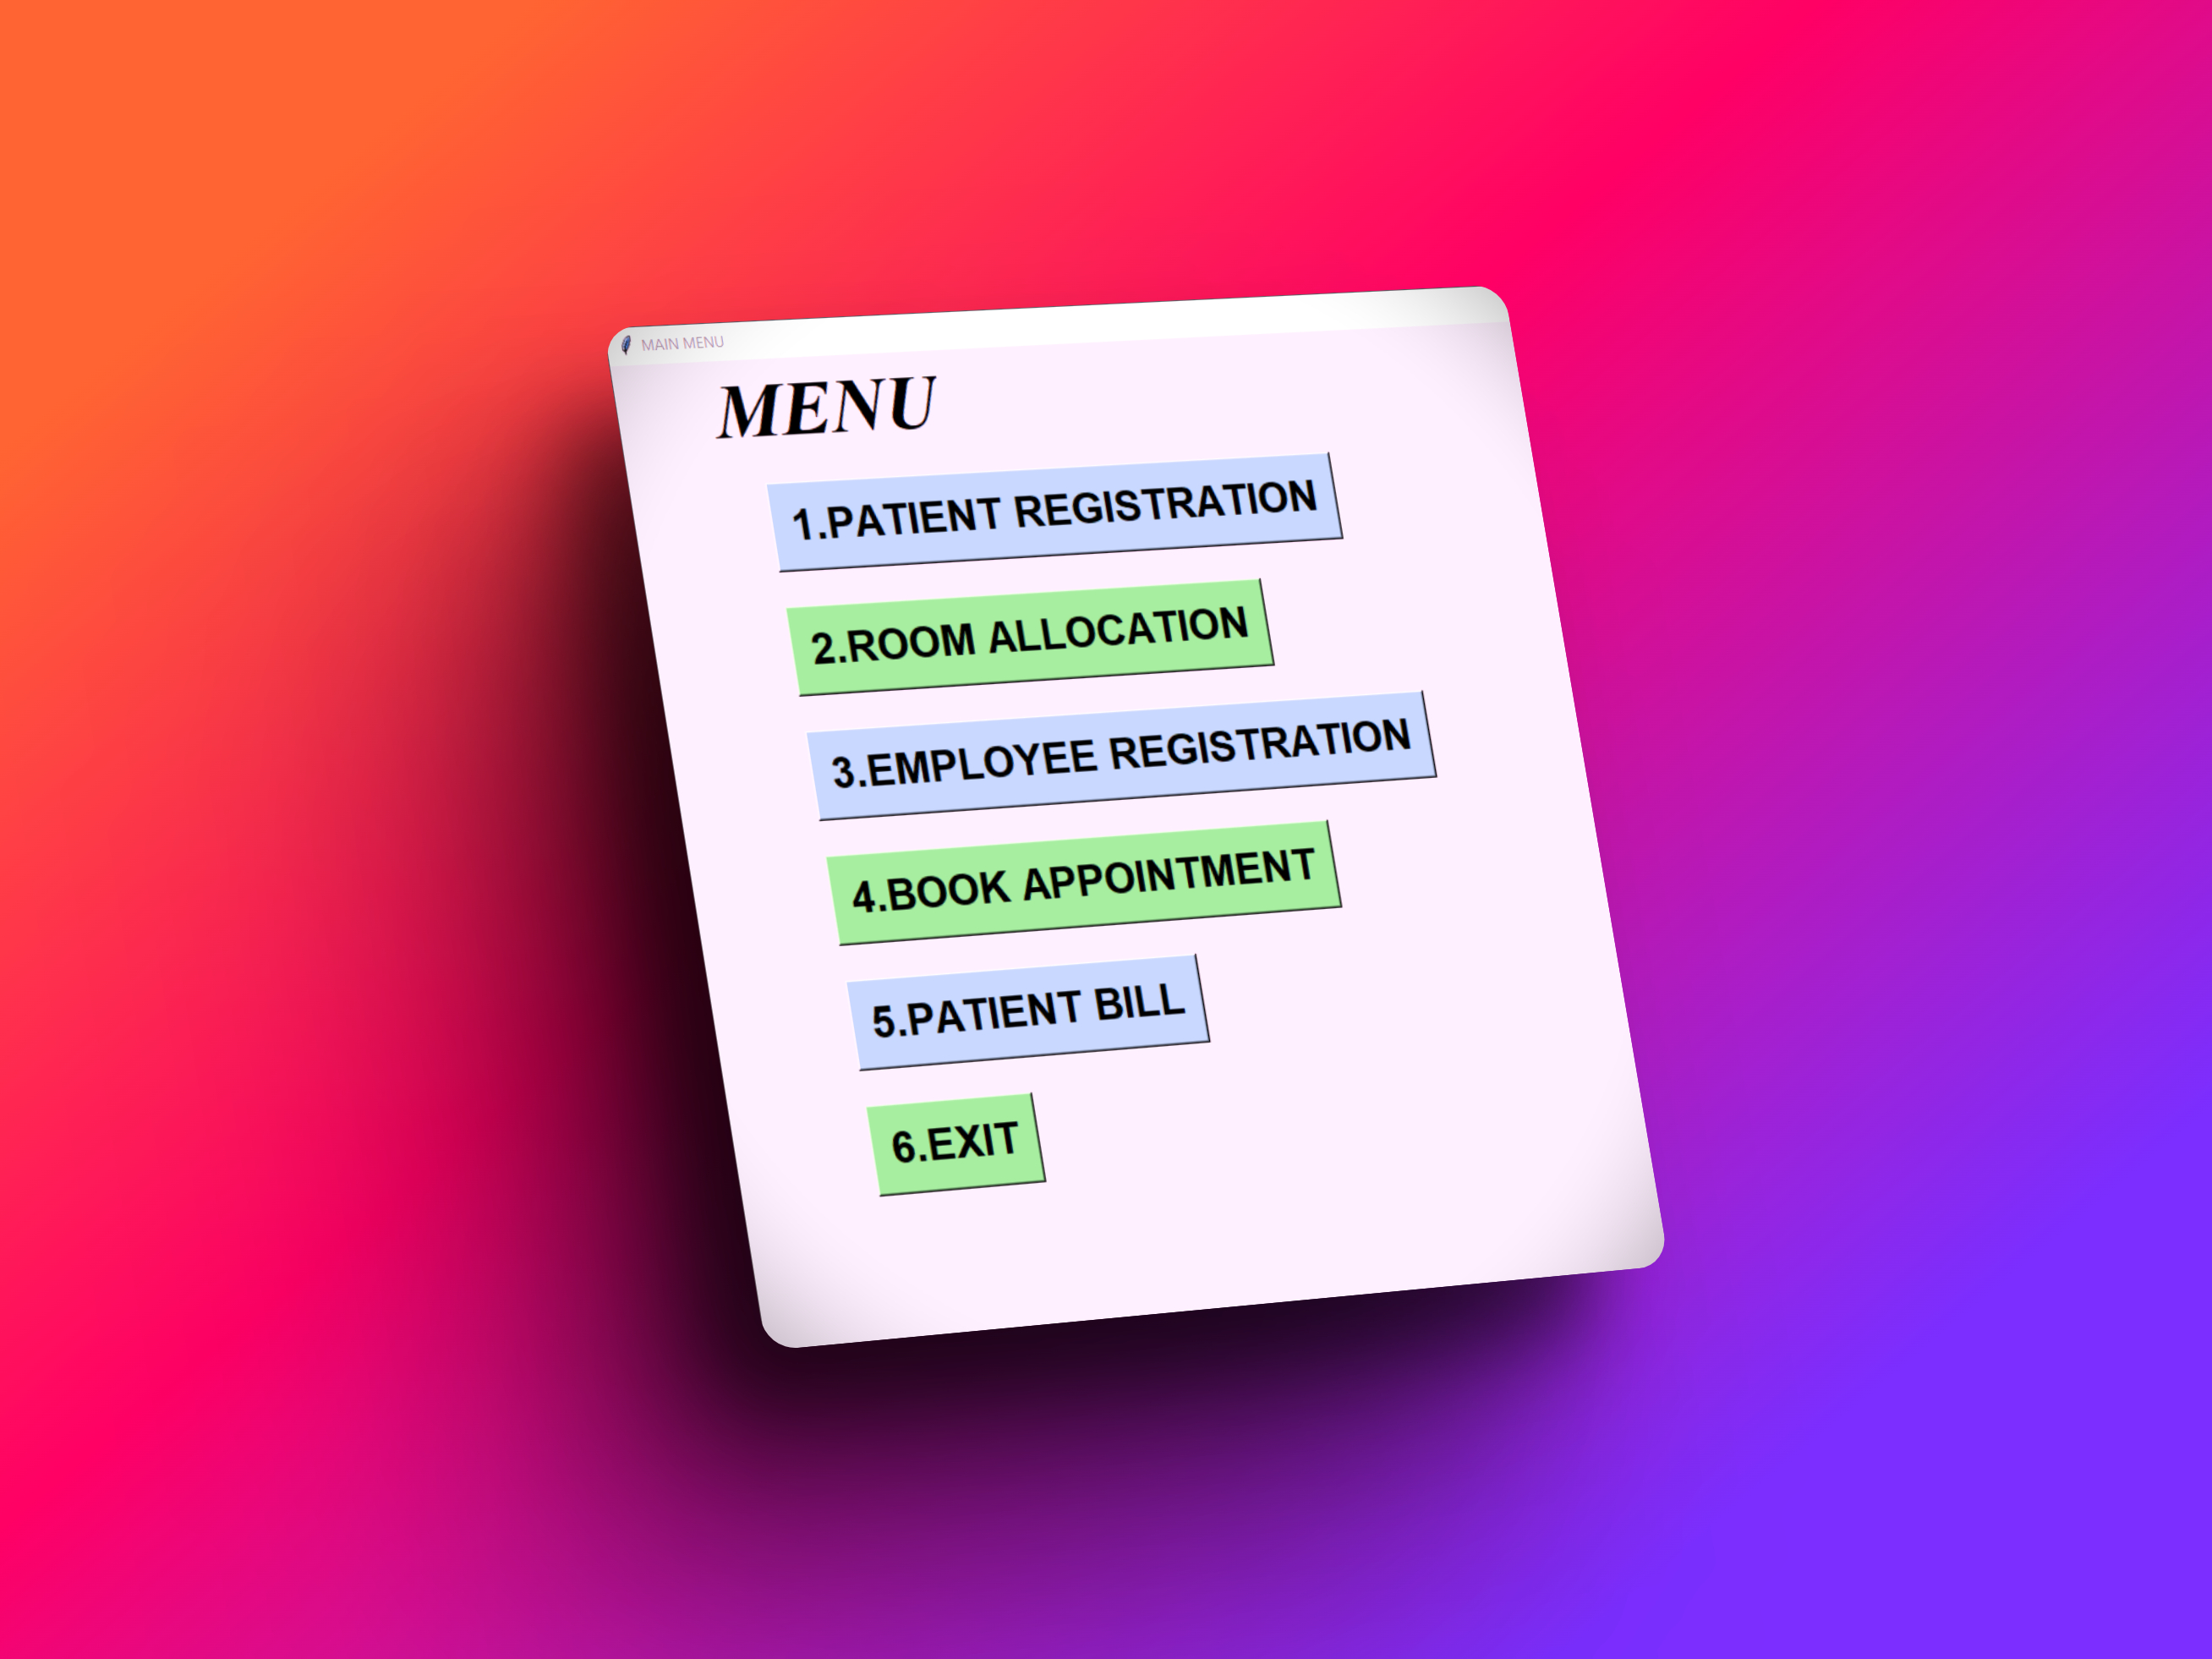 MAIN MENU
MENU
1.PATIENT REGISTRATION
2.ROOM ALLOCATION
3.EMPLOYEE REGISTRATION
4.BOOK APPOINTMENT
5.PATIENT BILL
6.EXIT